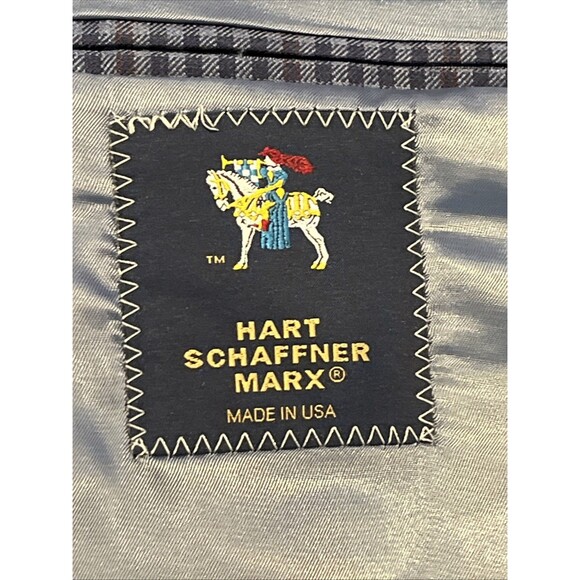 TM
HART
SCHAFFNER
MARX®
MADE IN USA